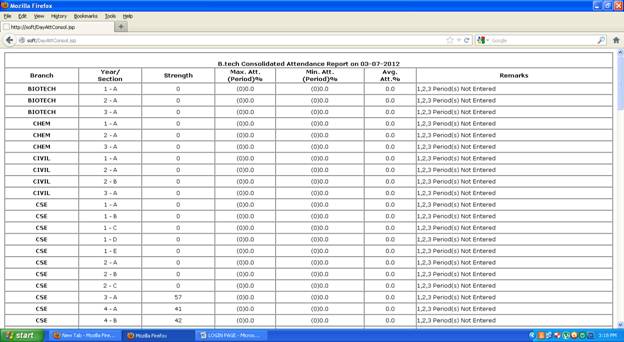 Mozilla Firefox
File Edit View History Bookmarks Tools Help
http://soft/DayAttConsol.jsp +
soft/DayAttConsol.jsp Google
B.tech Consolidated Attendance Report on 03-07-2012
Branch Year/ Section Strength Max. Att. (Period)% Min. Att. (Period)% Avg. Att.% Remarks
BIOTECH 1 - A 0 (0)0.0 (0)0.0 0.0 1,2,3 Period(s) Not Entered
BIOTECH 2 - A 0 (0)0.0 (0)0.0 0.0 1,2,3 Period(s) Not Entered
BIOTECH 3 - A 0 (0)0.0 (0)0.0 0.0 1,2,3 Period(s) Not Entered
CHEM 1 - A 0 (0)0.0 (0)0.0 0.0 1,2,3 Period(s) Not Entered
CHEM 2 - A 0 (0)0.0 (0)0.0 0.0 1,2,3 Period(s) Not Entered
CHEM 3 - A 0 (0)0.0 (0)0.0 0.0 1,2,3 Period(s) Not Entered
CIVIL 1 - A 0 (0)0.0 (0)0.0 0.0 1,2,3 Period(s) Not Entered
CIVIL 2 - A 0 (0)0.0 (0)0.0 0.0 1,2,3 Period(s) Not Entered
CIVIL 2 - B 0 (0)0.0 (0)0.0 0.0 1,2,3 Period(s) Not Entered
CIVIL 3 - A 0 (0)0.0 (0)0.0 0.0 1,2,3 Period(s) Not Entered
CSE 1 - A 0 (0)0.0 (0)0.0 0.0 1,2,3 Period(s) Not Entered
CSE 1 - B 0 (0)0.0 (0)0.0 0.0 1,2,3 Period(s) Not Entered
CSE 1 - C 0 (0)0.0 (0)0.0 0.0 1,2,3 Period(s) Not Entered
CSE 1 - D 0 (0)0.0 (0)0.0 0.0 1,2,3 Period(s) Not Entered
CSE 1 - E 0 (0)0.0 (0)0.0 0.0 1,2,3 Period(s) Not Entered
CSE 2 - A 0 (0)0.0 (0)0.0 0.0 1,2,3 Period(s) Not Entered
CSE 2 - B 0 (0)0.0 (0)0.0 0.0 1,2,3 Period(s) Not Entered
CSE 2 - C 0 (0)0.0 (0)0.0 0.0 1,2,3 Period(s) Not Entered
CSE 3 - A 57 (0)0.0 (0)0.0 0.0 1,2,3 Period(s) Not Entered
CSE 4 - A 41 (0)0.0 (0)0.0 0.0 1,2,3 Period(s) Not Entered
CSE 4 - B 42 (0)0.0 (0)0.0 0.0 1,2,3 Period(s) Not Entered
start New Tab - Mozilla Fire... Mozilla Firefox LOGIN PAGE - Micros...